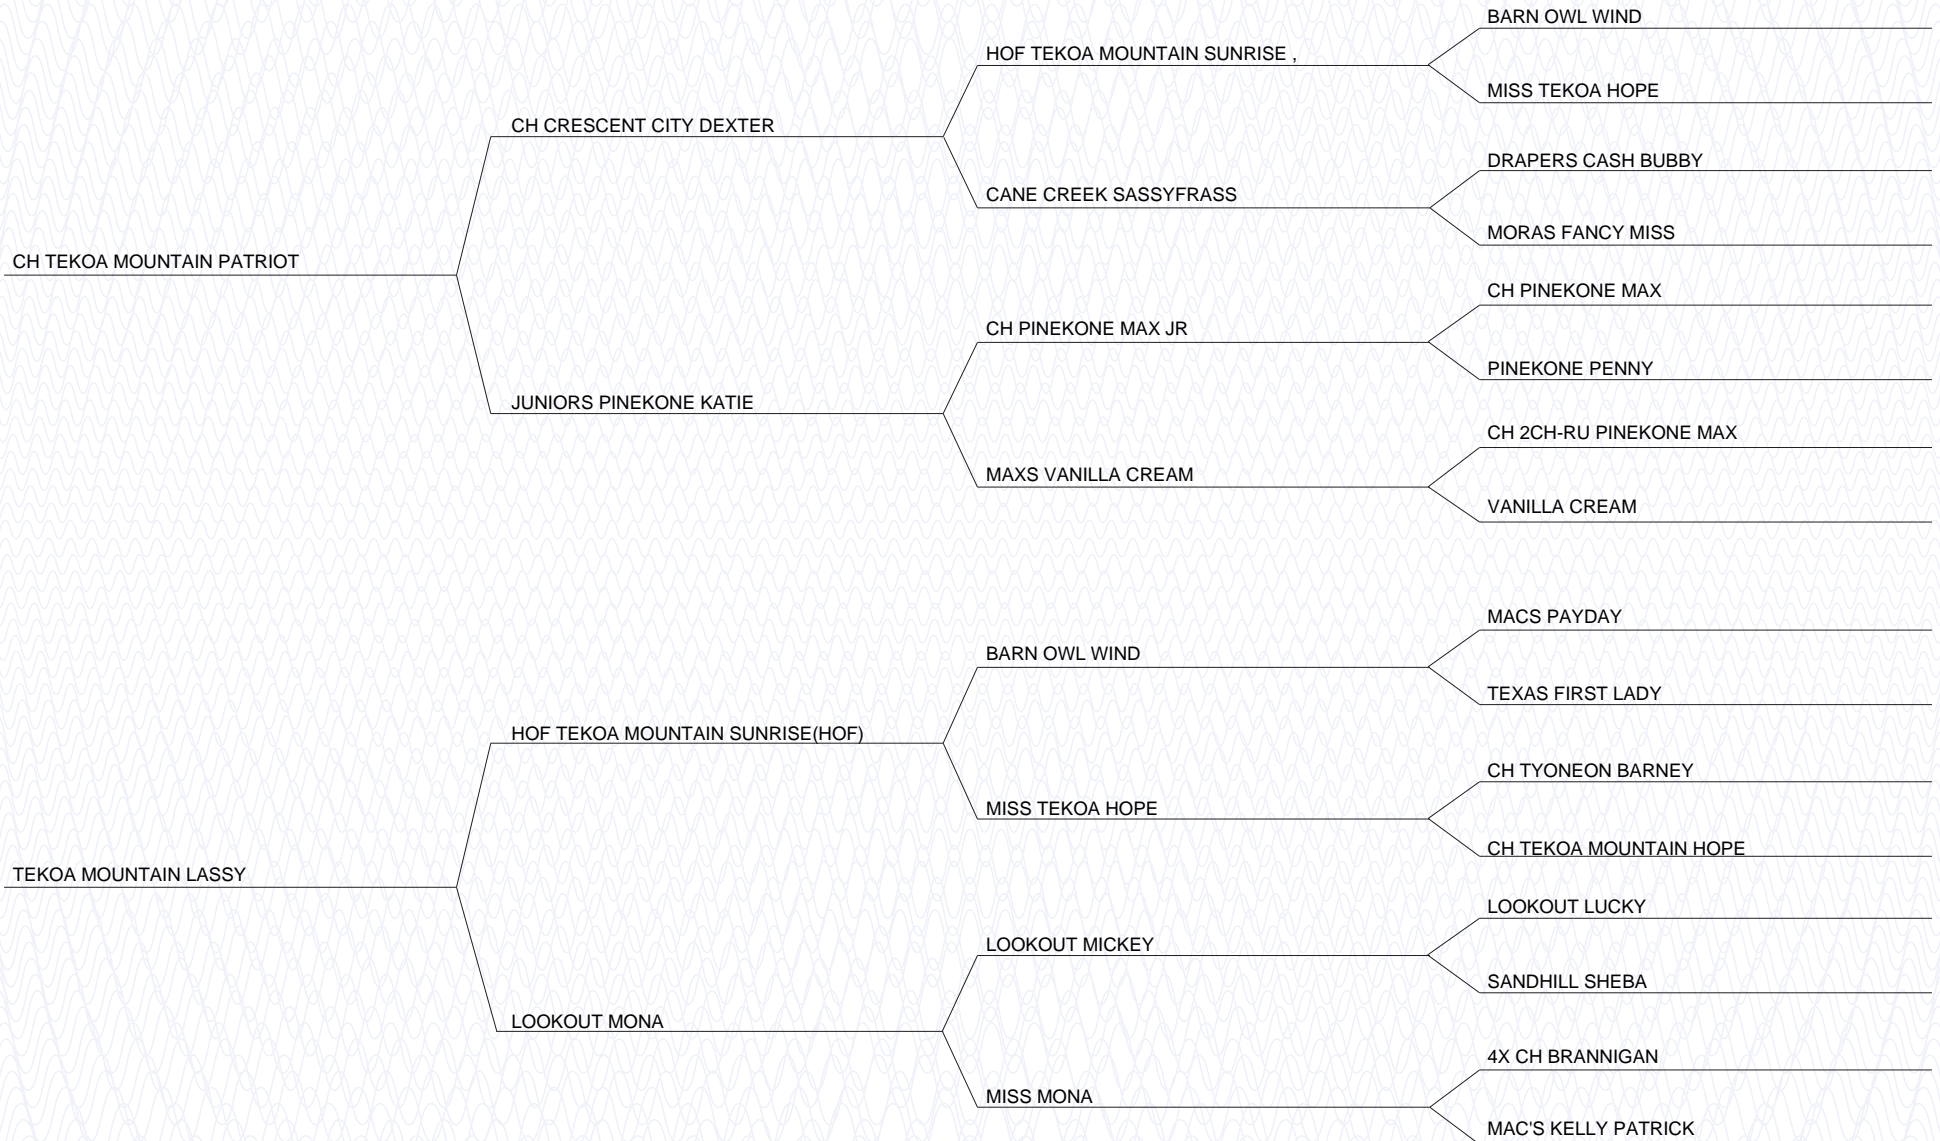 BARN OWL WIND
HOF TEKOA MOUNTAIN SUNRISE ,
MISS TEKOA HOPE
CH CRESCENT CITY DEXTER
DRAPERS CASH BUBBY
CANE CREEK SASSYFRASS
MORAS FANCY MISS
CH TEKOA MOUNTAIN PATRIOT
CH PINEKONE MAX
CH PINEKONE MAX JR
PINEKONE PENNY
JUNIORS PINEKONE KATIE
CH 2CH-RU PINEKONE MAX
MAXS VANILLA CREAM
VANILLA CREAM
MACS PAYDAY
BARN OWL WIND
TEXAS FIRST LADY
HOF TEKOA MOUNTAIN SUNRISE(HOF)
CH TYONEON BARNEY
MISS TEKOA HOPE
CH TEKOA MOUNTAIN HOPE
TEKOA MOUNTAIN LASSY
LOOKOUT LUCKY
LOOKOUT MICKEY
SANDHILL SHEBA
LOOKOUT MONA
4X CH BRANNIGAN
MISS MONA
MAC'S KELLY PATRICK